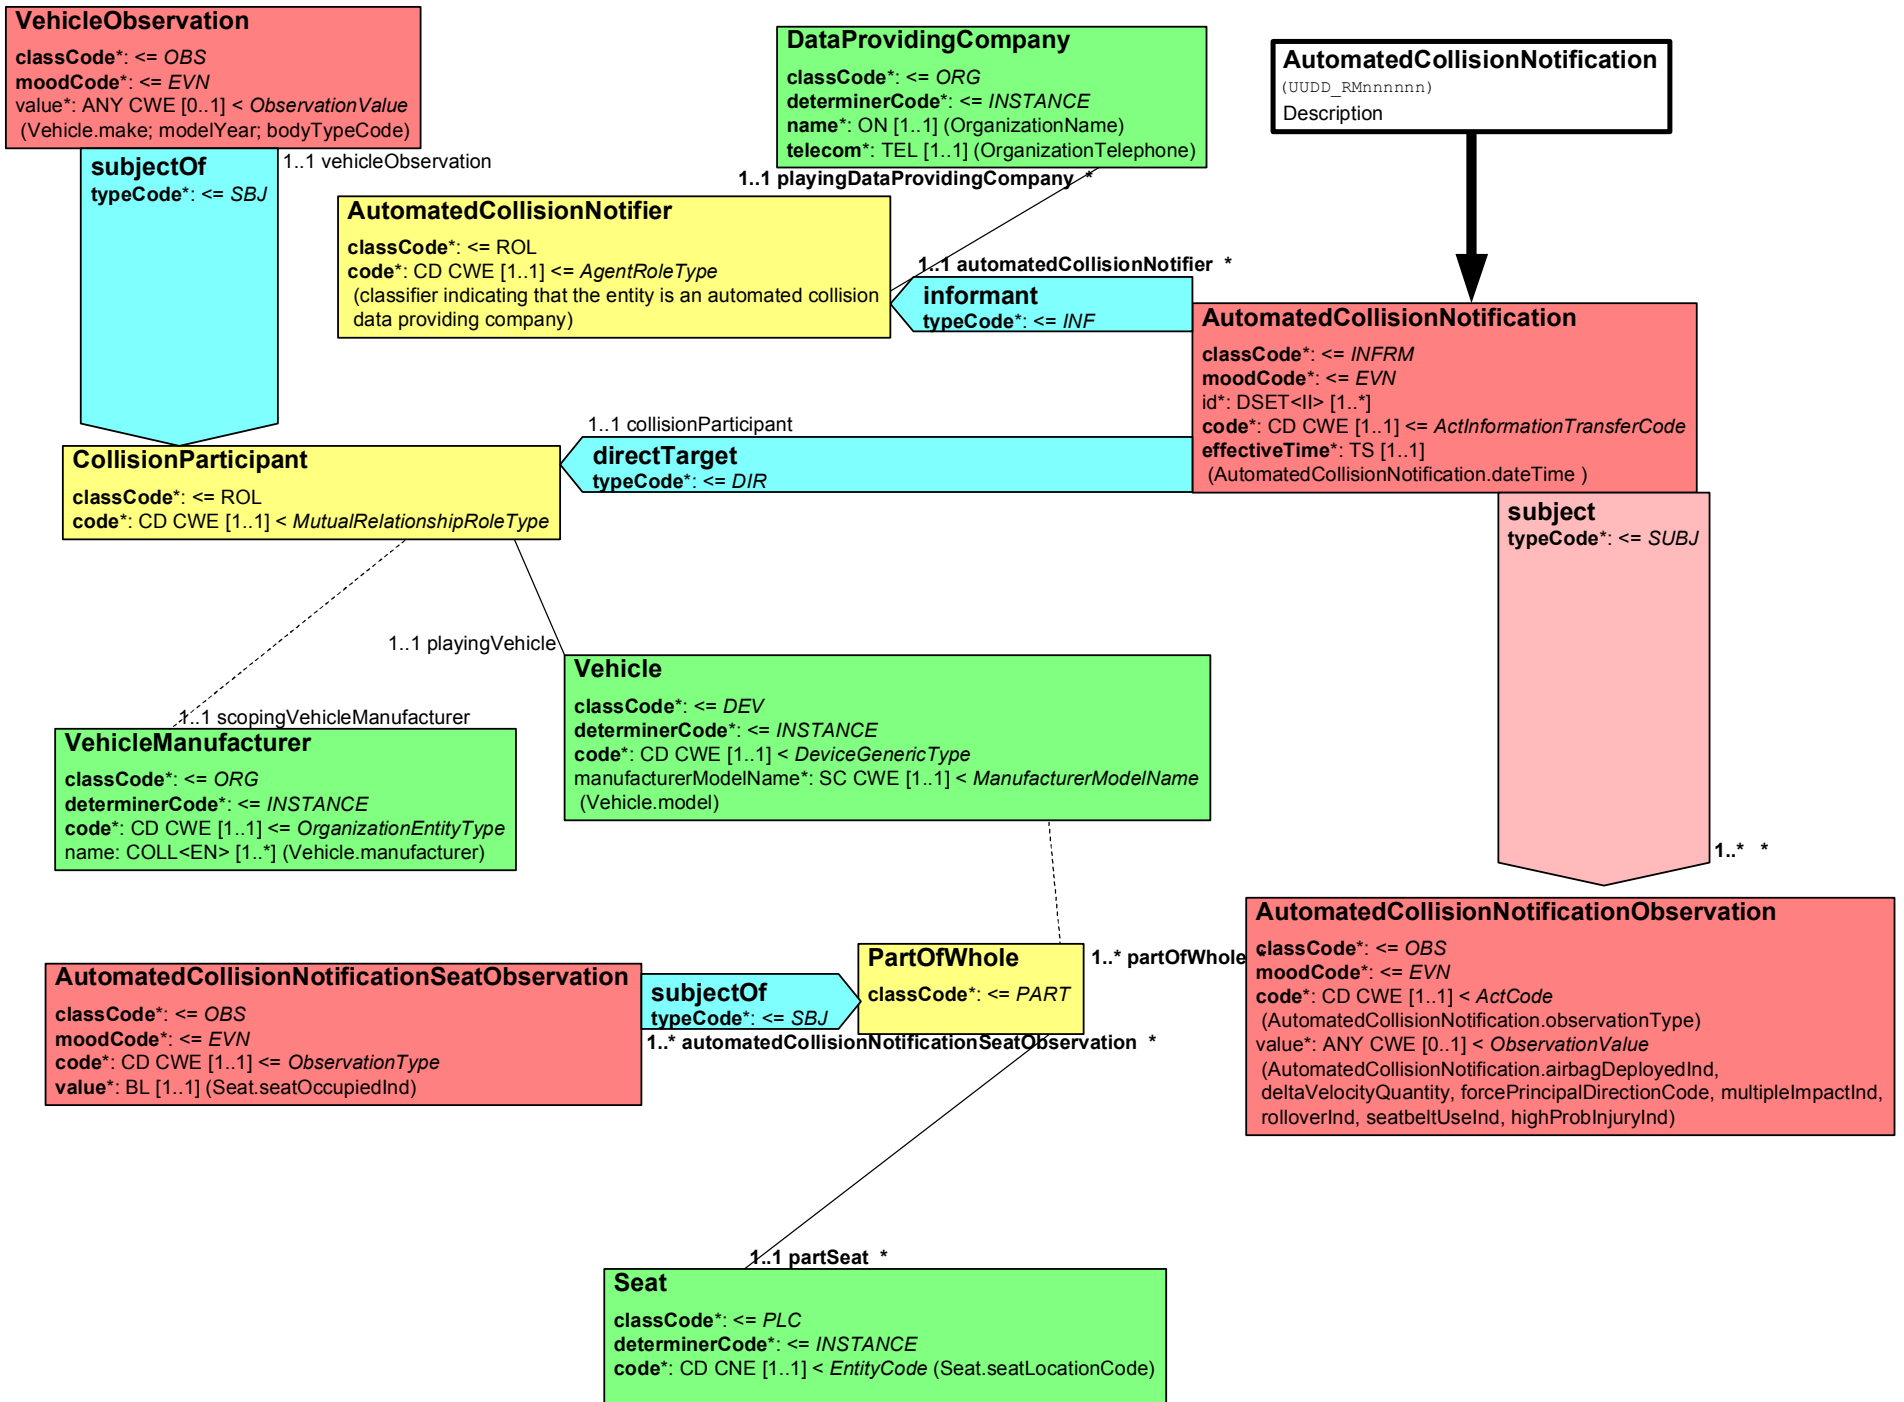 VehicleObservation
classCode*: <= OBS
moodCode*: <= EVN
value*: ANY CWE [0..1] < ObservationValue
(Vehicle.make; modelYear; bodyTypeCode)
subjectOf
typeCode*: <= SBJ
1..1 vehicleObservation
DataProvidingCompany
classCode*: <= ORG
determinerCode*: <= INSTANCE
name*: ON [1..1] (OrganizationName)
telecom*: TEL [1..1] (OrganizationTelephone)
1..1 playingDataProvidingCompany *
AutomatedCollisionNotification
(UUDD_RMnnnnnn)
Description
AutomatedCollisionNotifier
classCode*: <= ROL
code*: CD CWE [1..1] <= AgentRoleType
(classifier indicating that the entity is an automated collision
data providing company)
1..1 automatedCollisionNotifier *
informant
typeCode*: <= INF
AutomatedCollisionNotification
classCode*: <= INFRM
moodCode*: <= EVN
id*: DSET<II> [1..*]
code*: CD CWE [1..1] <= ActInformationTransferCode
effectiveTime*: TS [1..1]
(AutomatedCollisionNotification.dateTime )
1..1 collisionParticipant
directTarget
typeCode*: <= DIR
CollisionParticipant
classCode*: <= ROL
code*: CD CWE [1..1] < MutualRelationshipRoleType
subject
typeCode*: <= SUBJ
1..* *
1..1 playingVehicle
Vehicle
classCode*: <= DEV
determinerCode*: <= INSTANCE
code*: CD CWE [1..1] < DeviceGenericType
manufacturerModelName*: SC CWE [1..1] < ManufacturerModelName
(Vehicle.model)
1..1 scopingVehicleManufacturer
VehicleManufacturer
classCode*: <= ORG
determinerCode*: <= INSTANCE
code*: CD CWE [1..1] <= OrganizationEntityType
name: COLL<EN> [1..*] (Vehicle.manufacturer)
AutomatedCollisionNotificationSeatObservation
classCode*: <= OBS
moodCode*: <= EVN
code*: CD CWE [1..1] <= ObservationType
value*: BL [1..1] (Seat.seatOccupiedInd)
subjectOf
typeCode*: <= SBJ
1..* automatedCollisionNotificationSeatObservation *
PartOfWhole
classCode*: <= PART
1..* partOfWhole *
AutomatedCollisionNotificationObservation
classCode*: <= OBS
moodCode*: <= EVN
code*: CD CWE [1..1] < ActCode
(AutomatedCollisionNotification.observationType)
value*: ANY CWE [0..1] < ObservationValue
(AutomatedCollisionNotification.airbagDeployedInd,
deltaVelocityQuantity, forcePrincipalDirectionCode, multipleImpactInd,
rolloverInd, seatbeltUseInd, highProbInjuryInd)
1..1 partSeat *
Seat
classCode*: <= PLC
determinerCode*: <= INSTANCE
code*: CD CNE [1..1] < EntityCode (Seat.seatLocationCode)